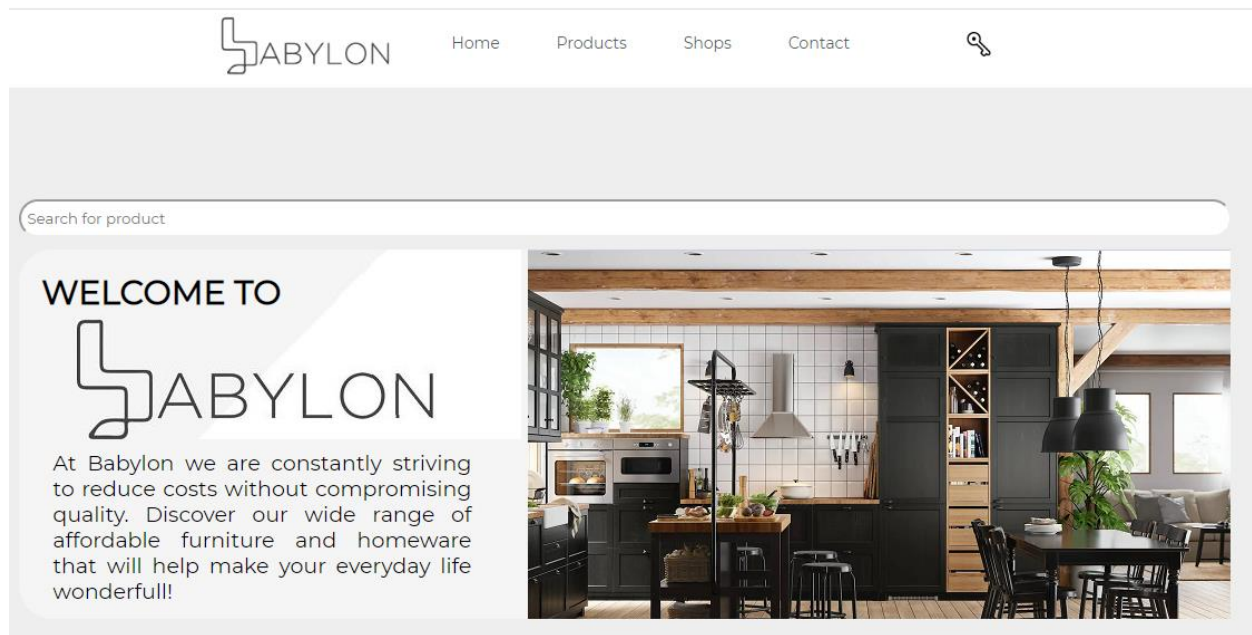 BABYLON
Home
Products
Shops
Contact
Search for product
WELCOME TO
BABYLON
At Babylon we are constantly striving
to reduce costs without compromising
quality. Discover our wide range of
affordable furniture and homeware
that will help make your everyday life
wonderfull!